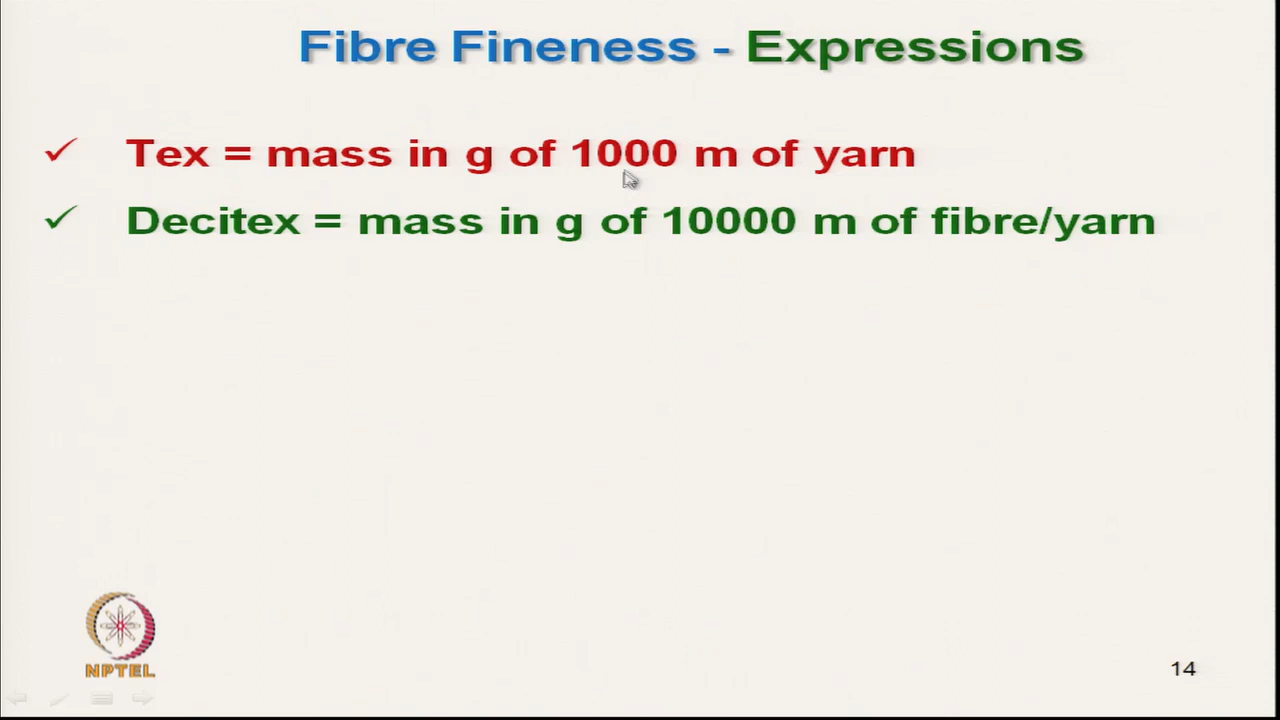 Fibre Fineness - Expressions
✓ Tex = mass in g of 1000 m of yarn
✓ Decitex = mass in g of 10000 m of fibre/yarn
NPTEL
14